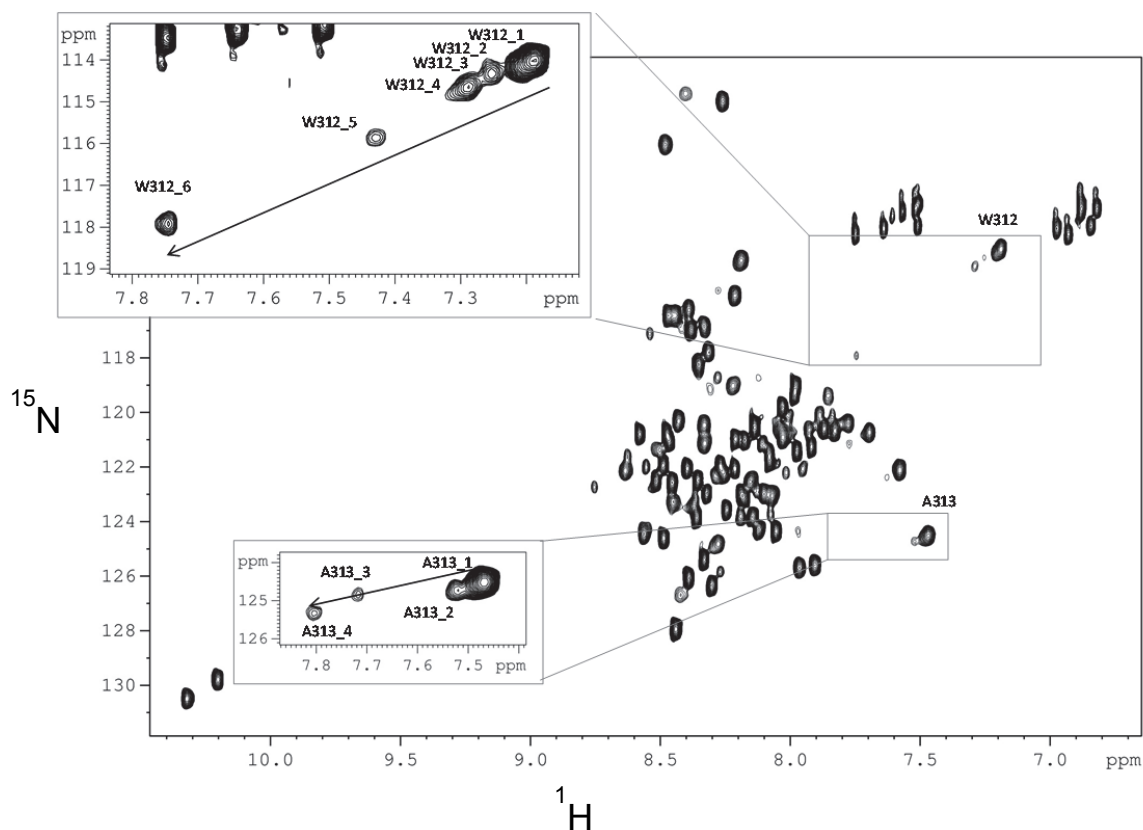 ppm
114
115
116
117
118
119
W312_1
W312_2
W312_3
W312_4
W312_5
W312_6
7.8 7.7 7.6 7.5 7.4 7.3 ppm
W312
118
120
122
124
126
128
130
15N
A313
ppm
125
126
A313_1
A313_3
A313_2
A313_4
7.8 7.7 7.6 7.5 ppm
10.0 9.5 9.0 8.5 8.0 7.5 7.0 ppm
1H